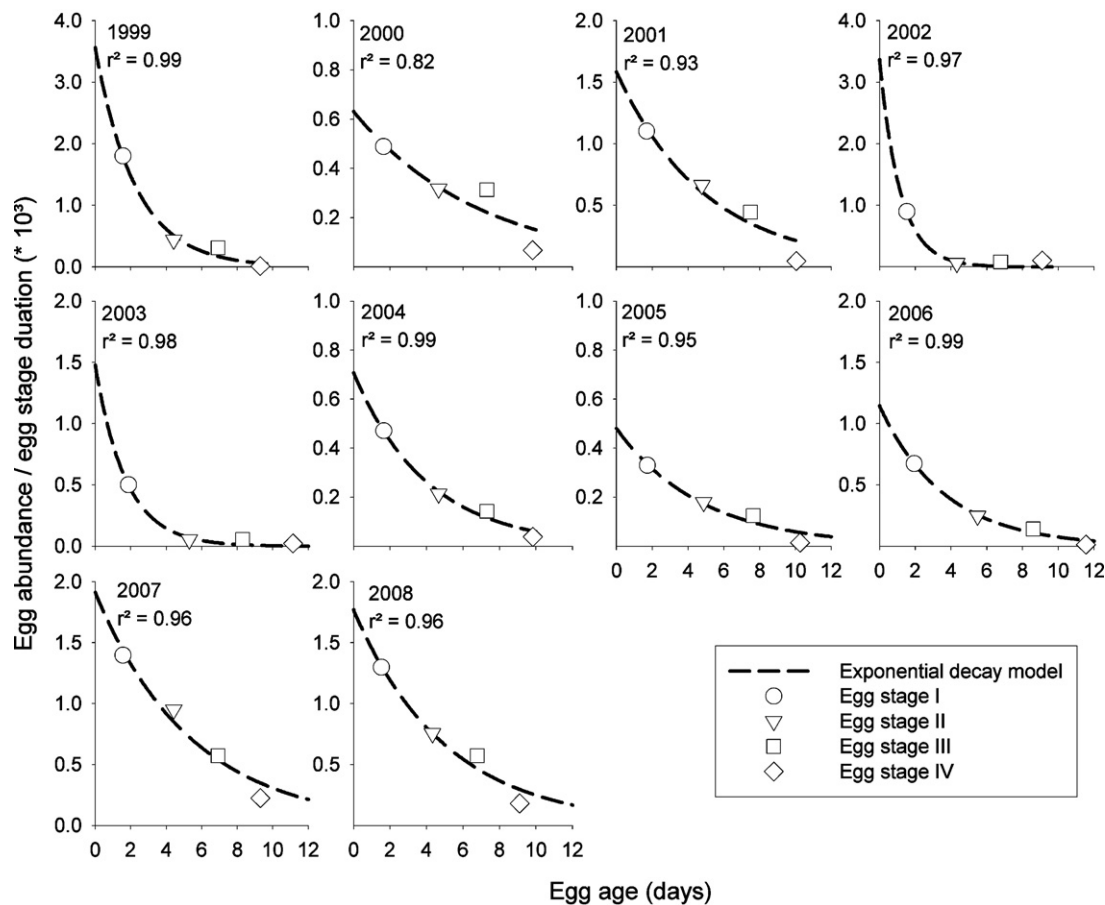 Egg abundance / egg stage duation (* 10³)
1999
r² = 0.99
4.0
3.0
2.0
1.0
0.0
2000
r² = 0.82
1.0
0.8
0.6
0.4
0.2
2001
r² = 0.93
2.0
1.5
1.0
0.5
2002
r² = 0.97
4.0
3.0
2.0
1.0
0.0
2003
r² = 0.98
2.0
1.5
1.0
0.5
0.0
2004
r² = 0.99
1.0
0.8
0.6
0.4
0.2
2005
r² = 0.95
1.0
0.8
0.6
0.4
0.2
0 2 4 6 8 10 12
2006
r² = 0.99
2.0
1.5
1.0
0.5
0 2 4 6 8 10 12
2007
r² = 0.96
2.0
1.5
1.0
0.5
0.0
0 2 4 6 8 10 12
2008
r² = 0.96
2.0
1.5
1.0
0.5
0.0
0 2 4 6 8 10 12
Exponential decay model
Egg stage I
Egg stage II
Egg stage III
Egg stage IV
Egg age (days)